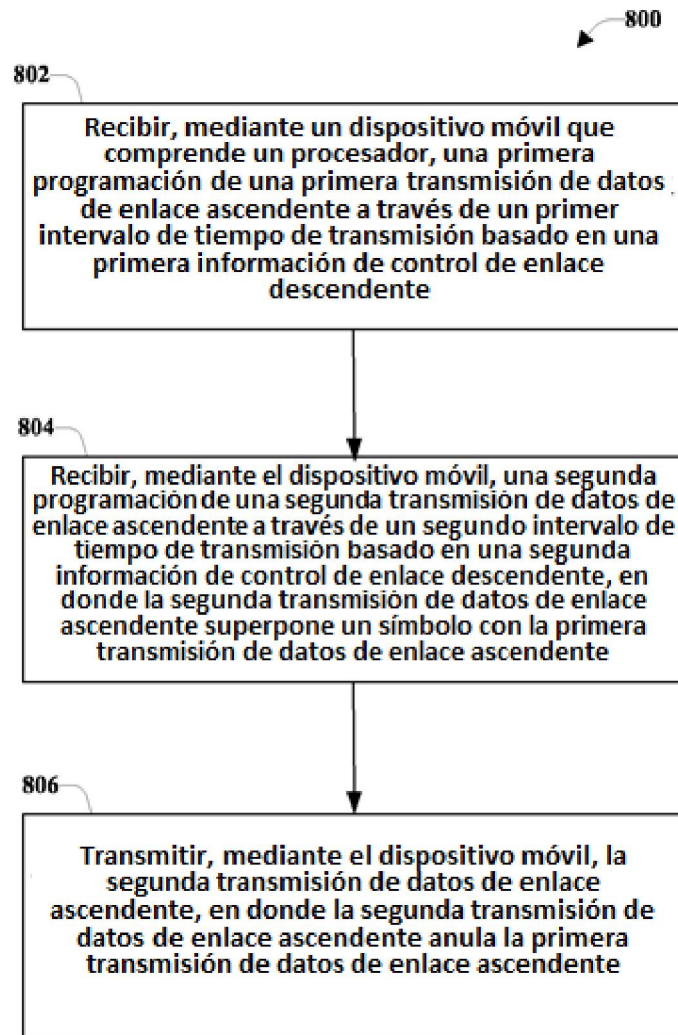 800
802
Recibir, mediante un dispositivo móvil que
comprende un procesador, una primera
programación de una primera transmisión de datos
de enlace ascendente a través de un primer
intervalo de tiempo de transmisión basado en una
primera información de control de enlace
descendente
804
Recibir, mediante el dispositivo móvil, una segunda
programación de una segunda transmisión de datos de
enlace ascendente a través de un segundo intervalo de
tiempo de transmisión basado en una segunda
información de control de enlace descendente, en
donde la segunda transmisión de datos de enlace
ascendente superpone un símbolo con la primera
transmisión de datos de enlace ascendente
806
Transmitir, mediante el dispositivo móvil, la
segunda transmisión de datos de enlace
ascendente, en donde la segunda transmisión de
datos de enlace ascendente anula la primera
transmisión de datos de enlace ascendente